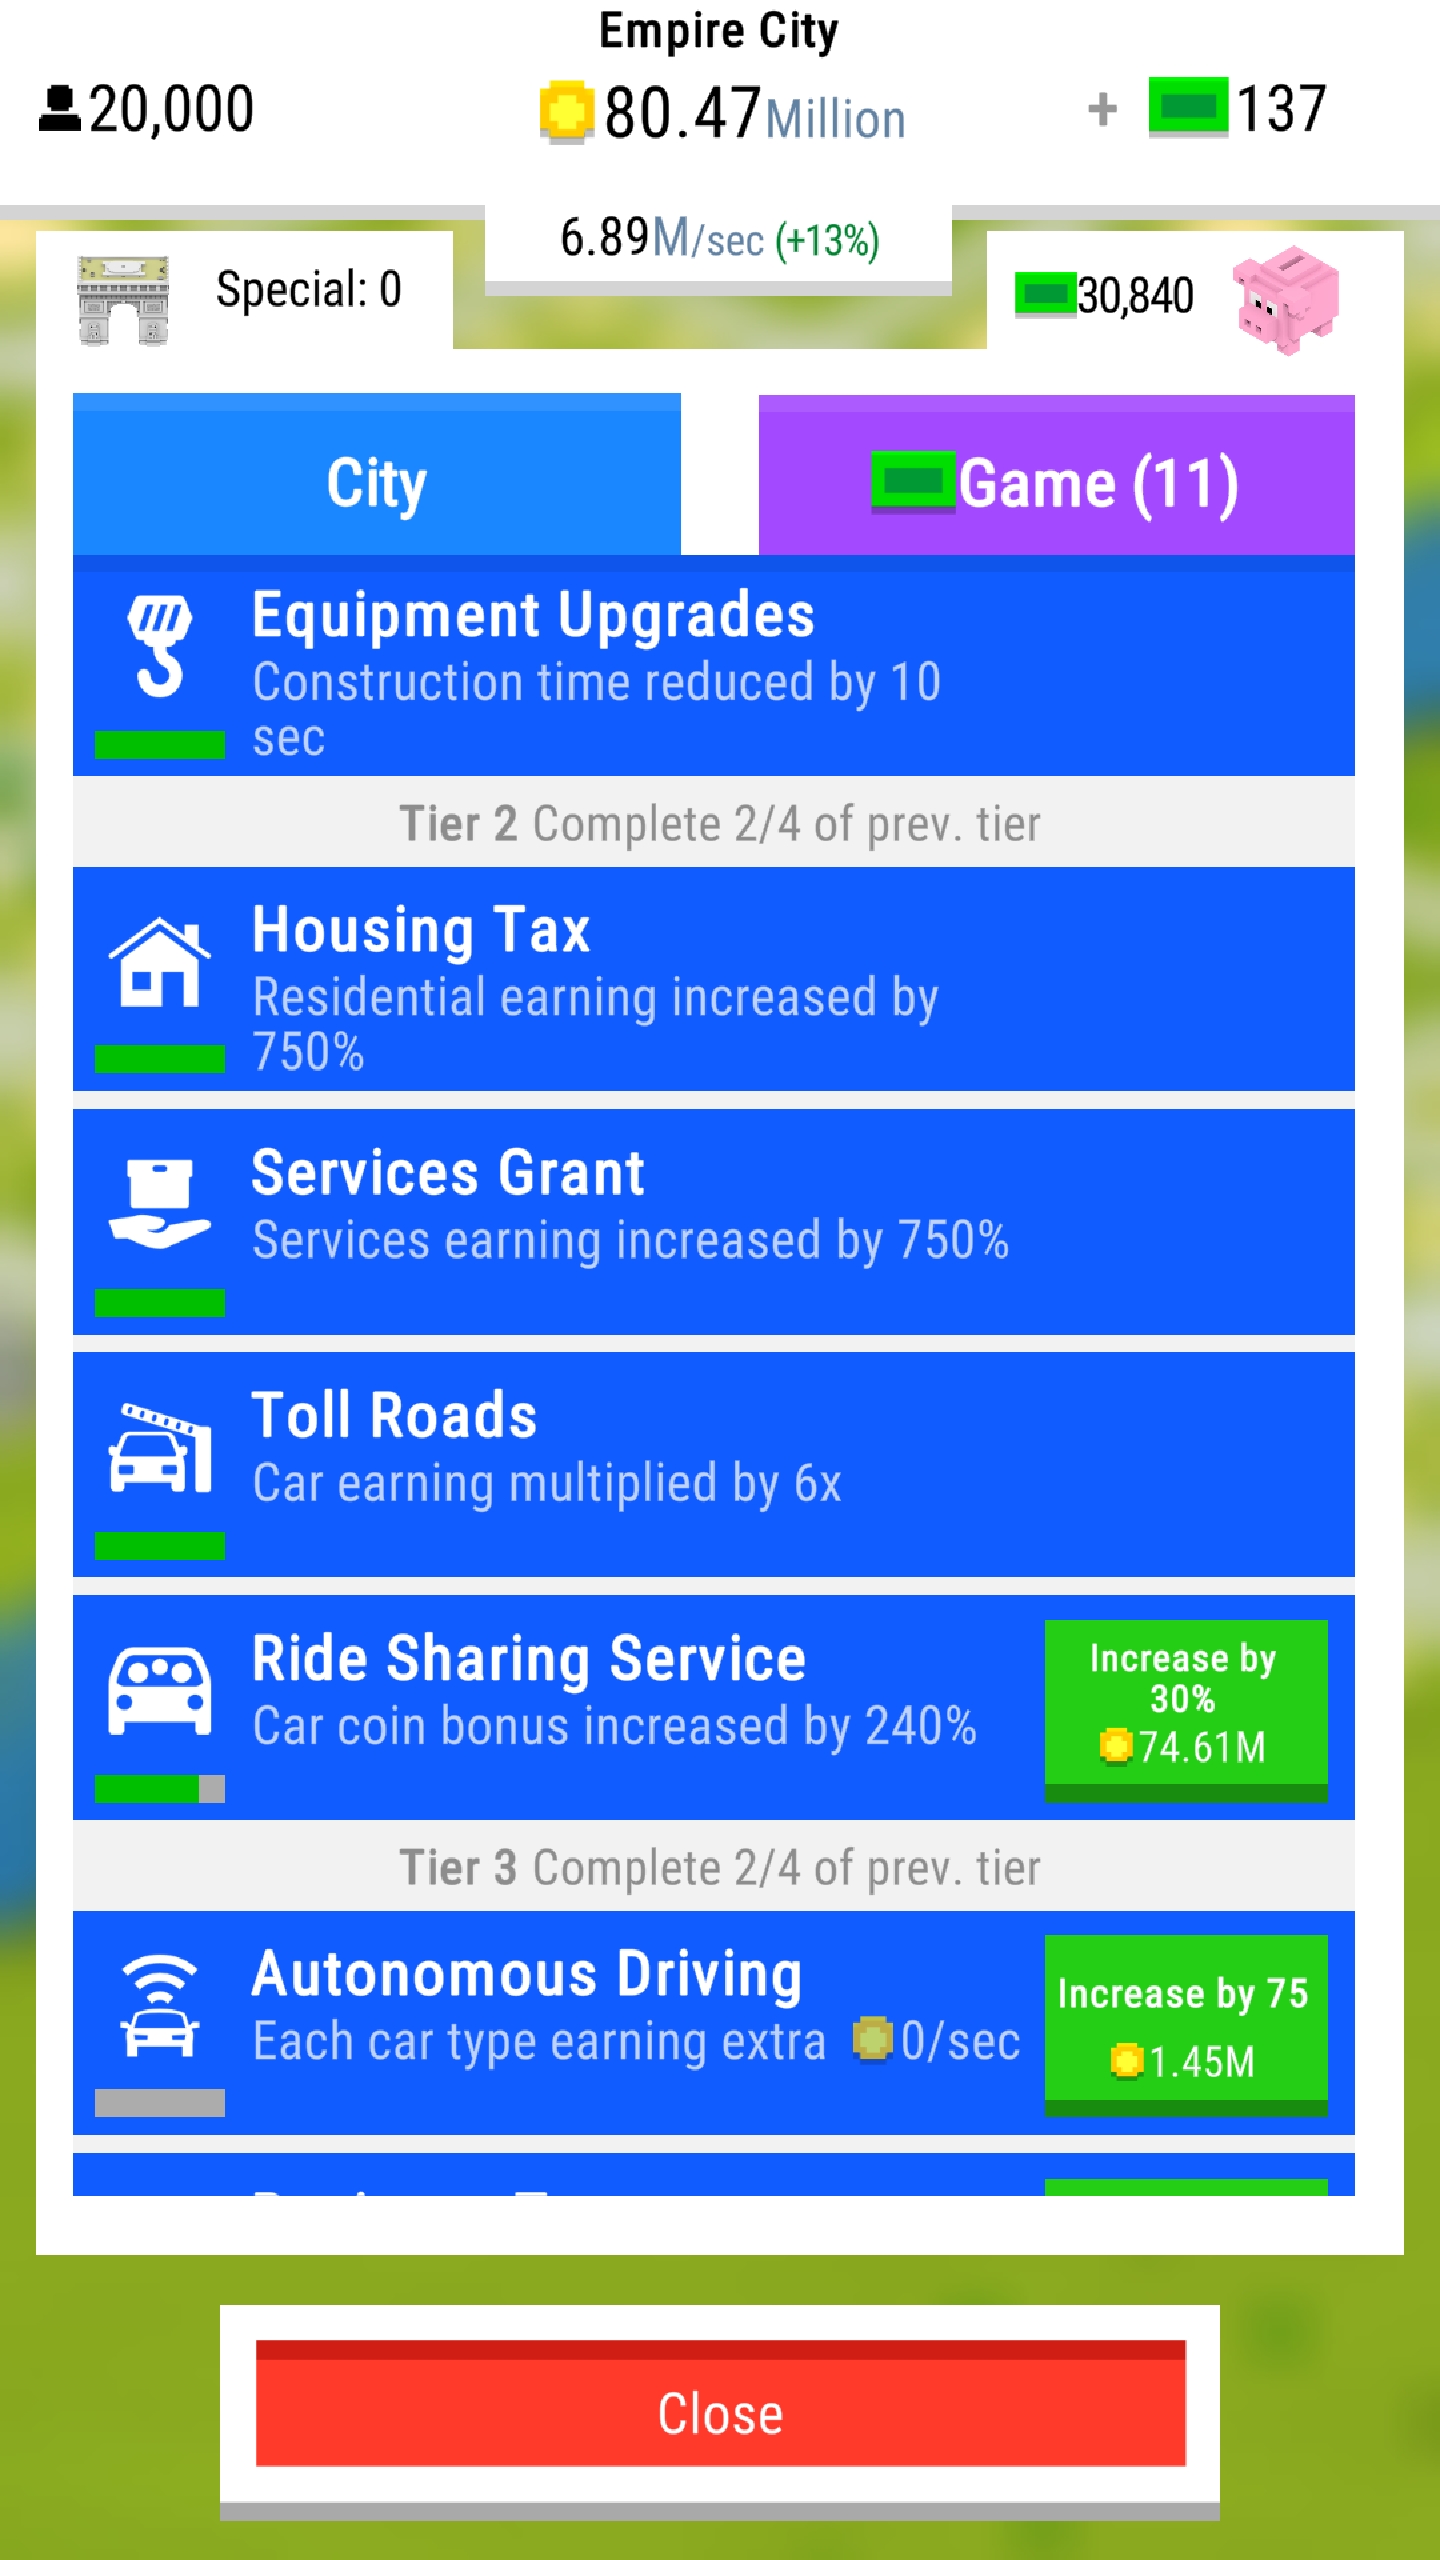 Empire City
20,000
80.47Million
+ 137
6.89M/sec (+13%)
Special: 0
30,840
City
Game (11)
Equipment Upgrades
Construction time reduced by 10
sec
Tier 2 Complete 2/4 of prev. tier
Housing Tax
Residential earning increased by
750%
Services Grant
Services earning increased by 750%
Toll Roads
Car earning multiplied by 6x
Ride Sharing Service
Car coin bonus increased by 240%
Increase by
30%
74.61M
Tier 3 Complete 2/4 of prev. tier
Autonomous Driving
Each car type earning extra 0/sec
Increase by 75
1.45M
Close